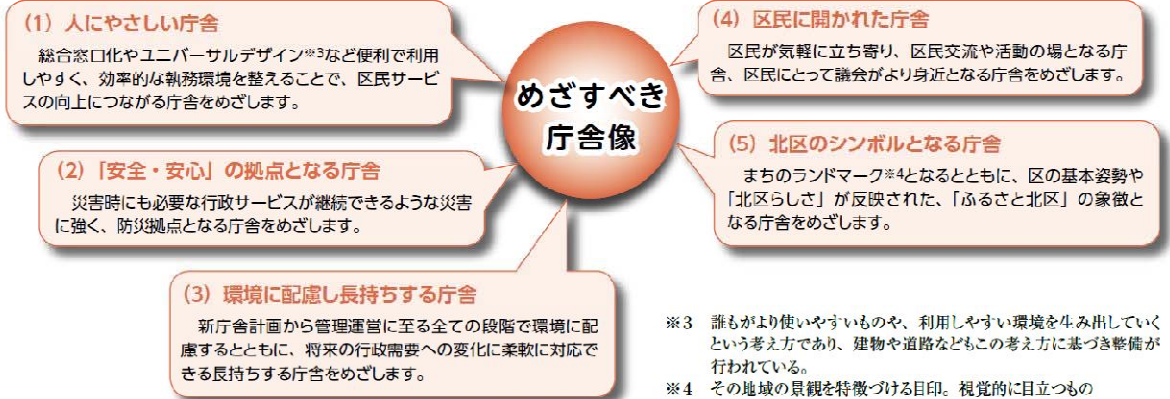 (1) 人にやさしい庁舎
総合窓口化やユニバーサルデザイン※3など便利で利用
しやすく、効率的な執務環境を整えることで、区民サービ
スの向上につながる庁舎をめざします。
(2)「安全・安心」の拠点となる庁舎
災害時にも必要な行政サービスが継続できるような災害
に強く、防災拠点となる庁舎をめざします。
(3) 環境に配慮し長持ちする庁舎
新庁舎計画から管理運営に至る全ての段階で環境に配
慮するとともに、将来の行政需要への変化に柔軟に対応で
きる長持ちする庁舎をめざします。
めざすべき
庁舎像
(4) 区民に開かれた庁舎
区民が気軽に立ち寄り、区民交流や活動の場となる庁
舎、区民にとって議会がより身近となる庁舎をめざします。
(5) 北区のシンボルとなる庁舎
まちのランドマーク※4となるとともに、区の基本姿勢や
「北区らしさ」が反映された、「ふるさと北区」の象徴と
なる庁舎をめざします。
※3 誰もがより使いやすいものや、利用しやすい環境を生み出していく
という考え方であり、建物や道路などもこの考え方に基づき整備が
行われている。
※4 その地域の景観を特徴づける目印。視覚的に目立つもの